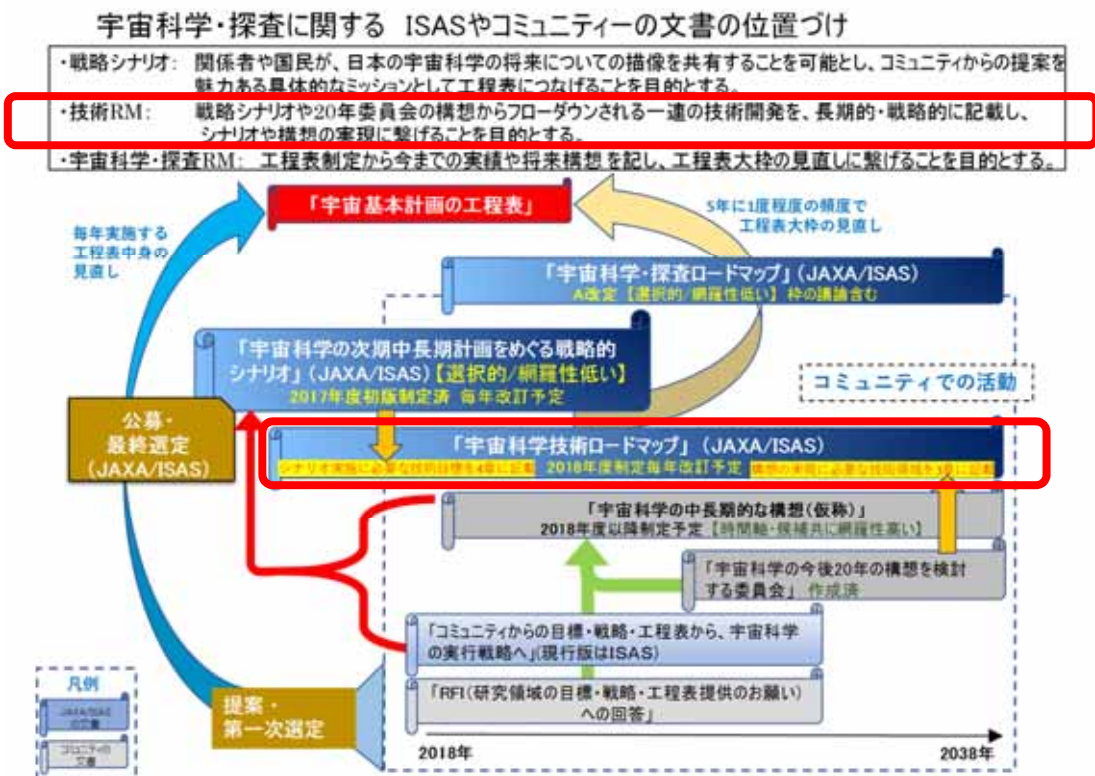 宇宙科学・探査に関する ISASやコミュニティーの文書の位置づけ
・戦略シナリオ: 関係者や国民が、日本の宇宙科学の将来についての描像を共有することを可能とし、コミュニティからの提案を
魅力ある具体的なミッションとして工程表につなげることを目的とする。
・技術RM: 戦略シナリオや20年委員会の構想からフローダウンされる一連の技術開発を、長期的・戦略的に記載し、
シナリオや構想の実現に繋げることを目的とする。
・宇宙科学・探査RM: 工程表制定から今までの実績や将来構想を記し、工程表大枠の見直しに繋げることを目的とする。
「宇宙基本計画の工程表」
5年に1度程度の頻度で
工程表大枠の見直し
毎年実施する
工程表中身の
見直し
「宇宙科学・探査ロードマップ」(JAXA/ISAS)
A改定【選択的/網羅性低い】枠の議論含む
「宇宙科学の次期中長期計画をめぐる戦略的
シナリオ」(JAXA/ISAS)【選択的/網羅性低い】
2017年度初版制定済 毎年改訂予定
コミュニティでの活動
公募・
最終選定
(JAXA/ISAS)
「宇宙科学技術ロードマップ」(JAXA/ISAS)
シナリオ実施に必要な技術目標を4章に記載 2018年度制定毎年改訂予定 構想の実現に必要な技術領域を3章に記載
「宇宙科学の中長期的な構想(仮称)」
2018年度以降制定予定【時間軸・候補共に網羅性高い】
「宇宙科学の今後20年の構想を検討
する委員会」 作成済
「コミュニティからの目標・戦略・工程表から、宇宙科学
の実行戦略へ」(現行版はISAS)
「RFI(研究領域の目標・戦略・工程表提供のお願い)
への回答」
提案・
第一次選定
凡例
JAXA/ISAS
の文書
コミュニティの
文書
2018年
2038年